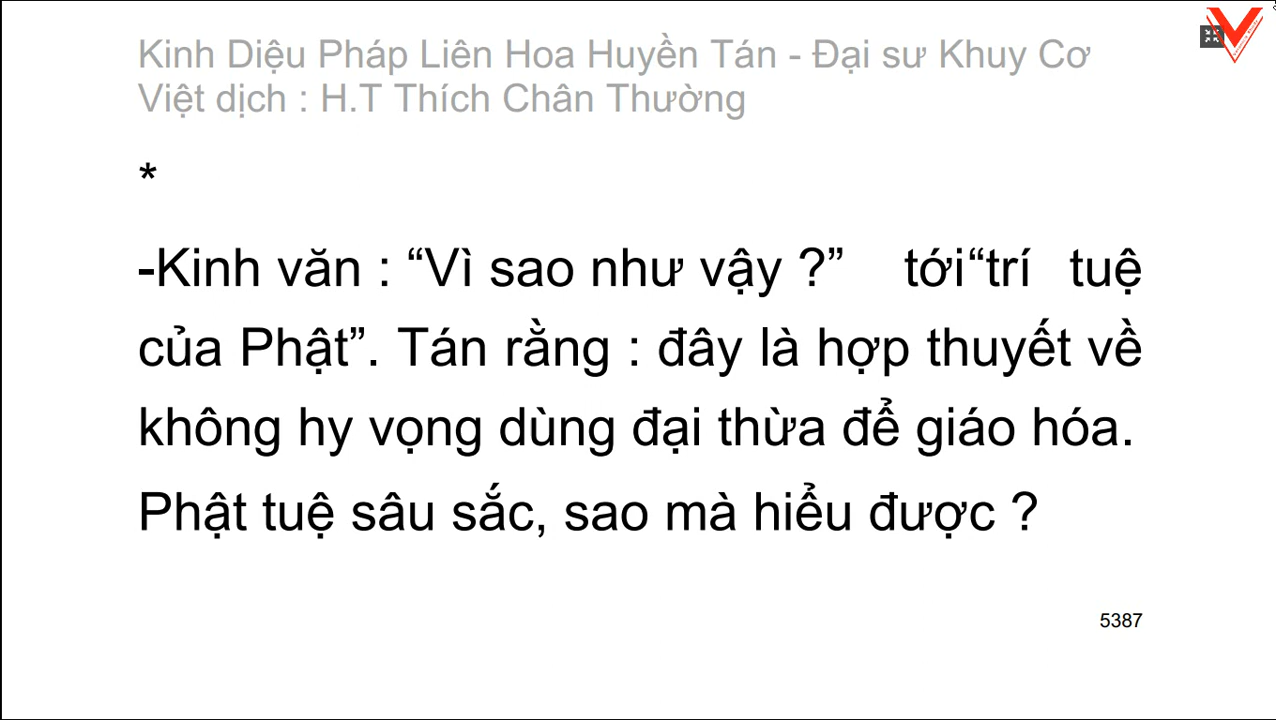 Kinh Diệu Pháp Liên Hoa Huyền Tán - Đại sư Khuy Cơ
Việt dịch : H.T Thích Chân Thường
*
-Kinh văn : “Vì sao như vậy ?” tới“trí tuệ
của Phật”. Tán rằng : đây là hợp thuyết về
không hy vọng dùng đại thừa để giáo hóa.
Phật tuệ sâu sắc, sao mà hiểu được ?
5387